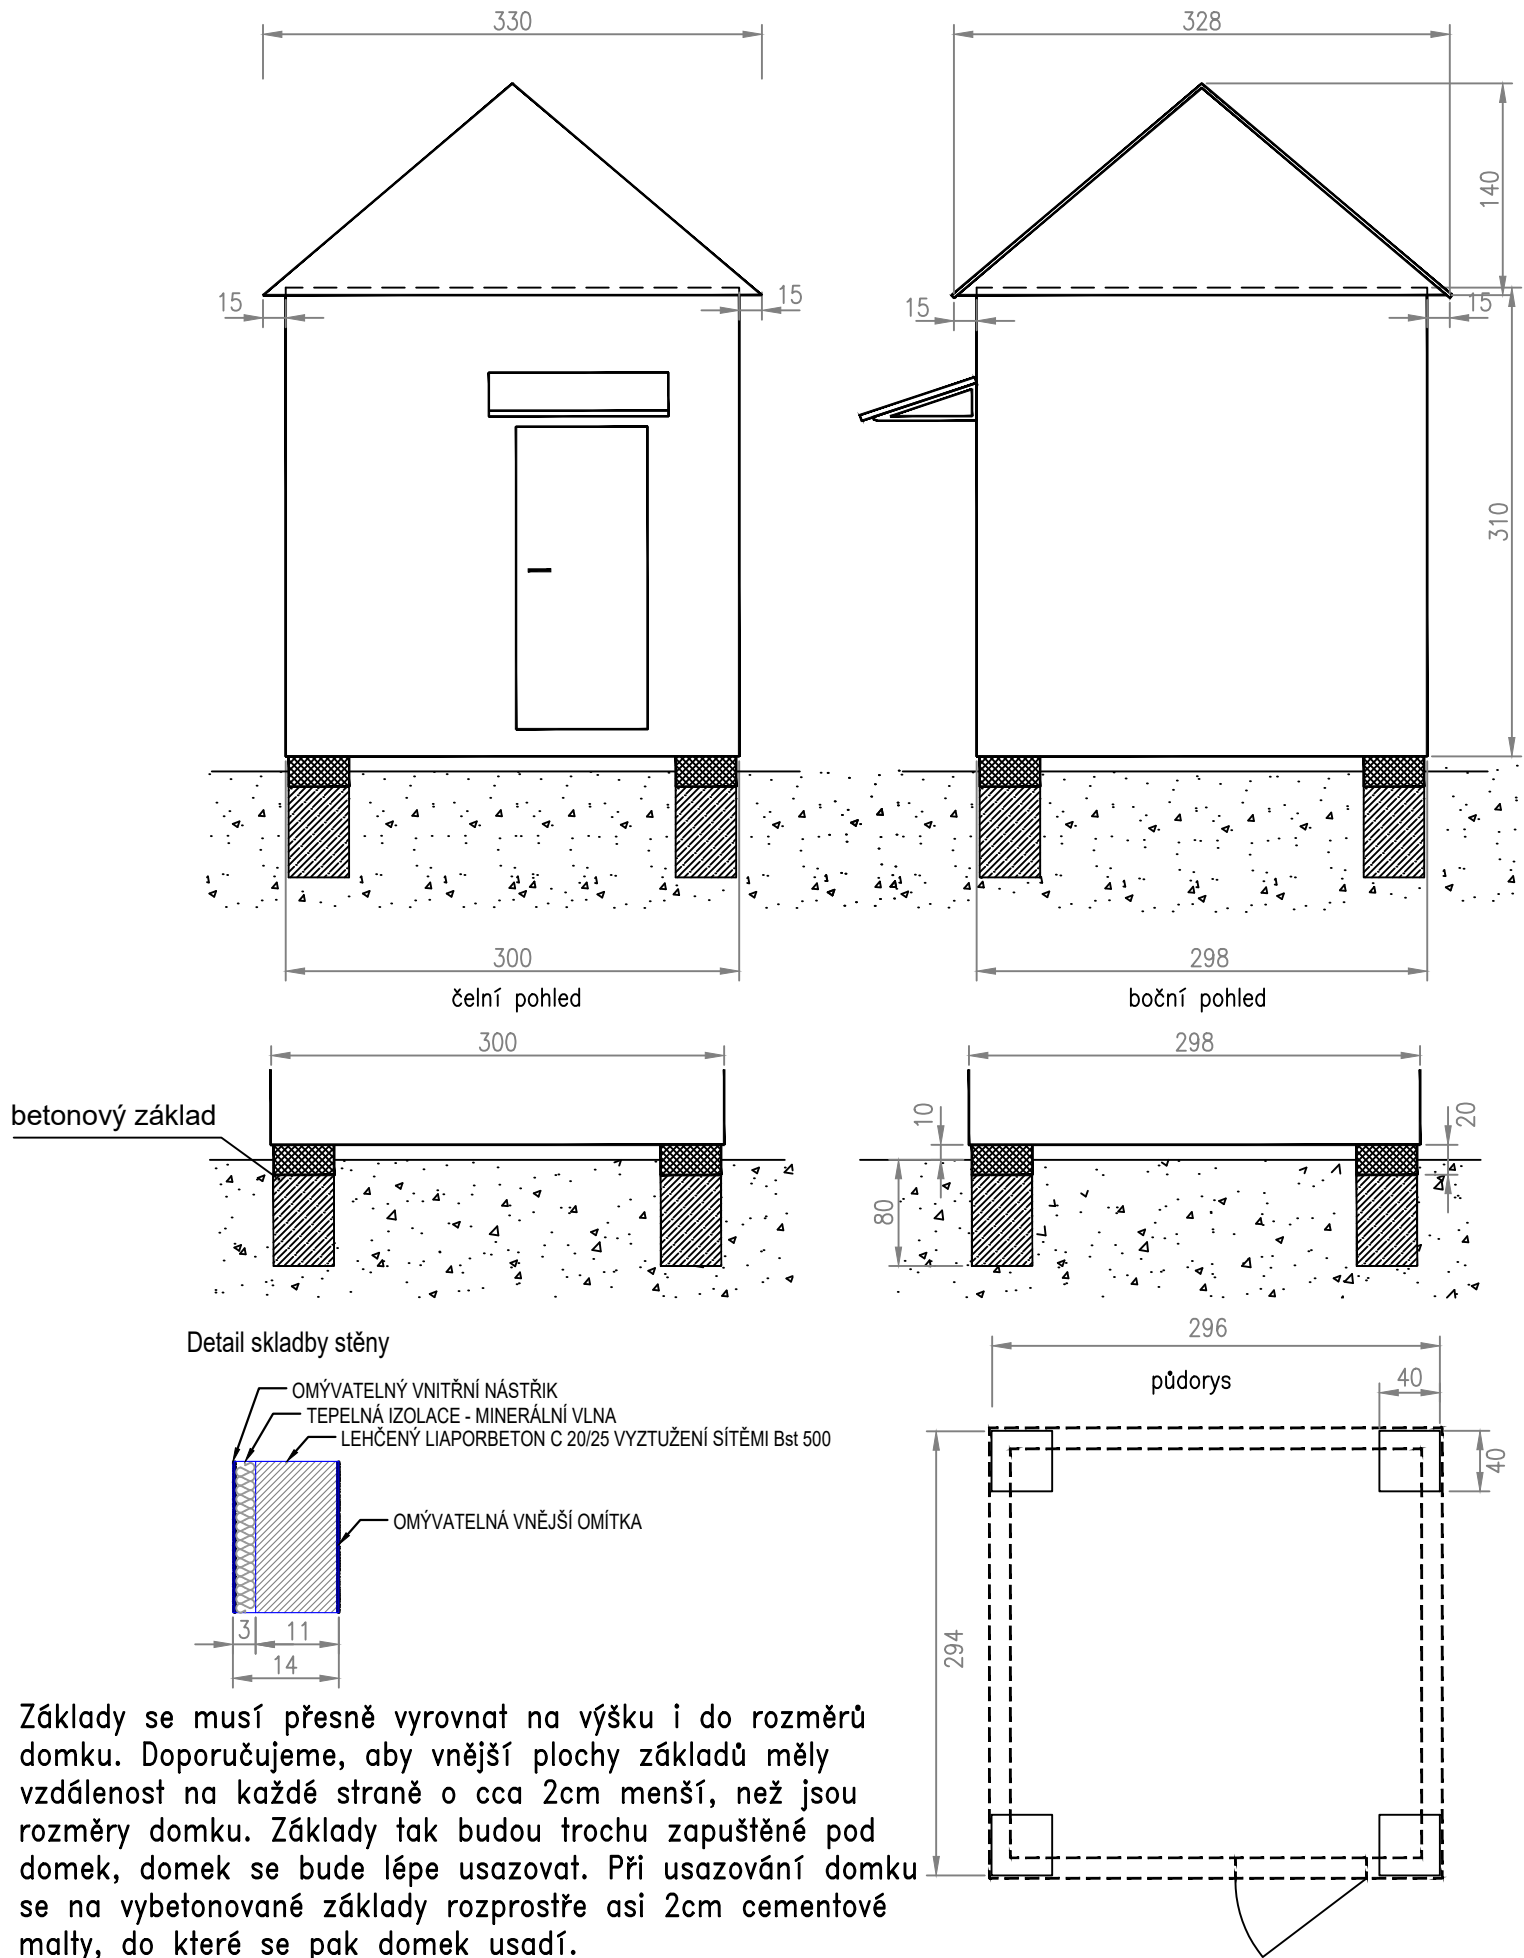 330
328
140
15
15
15
15
310
300
298
čelní pohled
boční pohled
300
298
betonový základ
10
20
80
Detail skladby stěny
296
OMÝVATELNÝ VNITŘNÍ NÁSTŘIK
TEPELNÁ IZOLACE - MINERÁLNÍ VLNA
LEHČENÝ LIAPORBETON C 20/25 VYZTUŽENÍ SÍTĚMI Bst 500
půdorys
40
40
OMÝVATELNÁ VNĚJŠÍ OMÍTKA
3
11
14
294
Základy se musí přesně vyrovnat na výšku i do rozměrů
domku. Doporučujeme, aby vnější plochy základů měly
vzdálenost na každé straně o cca 2cm menší, než jsou
rozměry domku. Základy tak budou trochu zapuštěné pod
domek, domek se bude lépe usazovat. Při usazování domku
se na vybetonované základy rozprostře asi 2cm cementové
malty, do které se pak domek usadí.